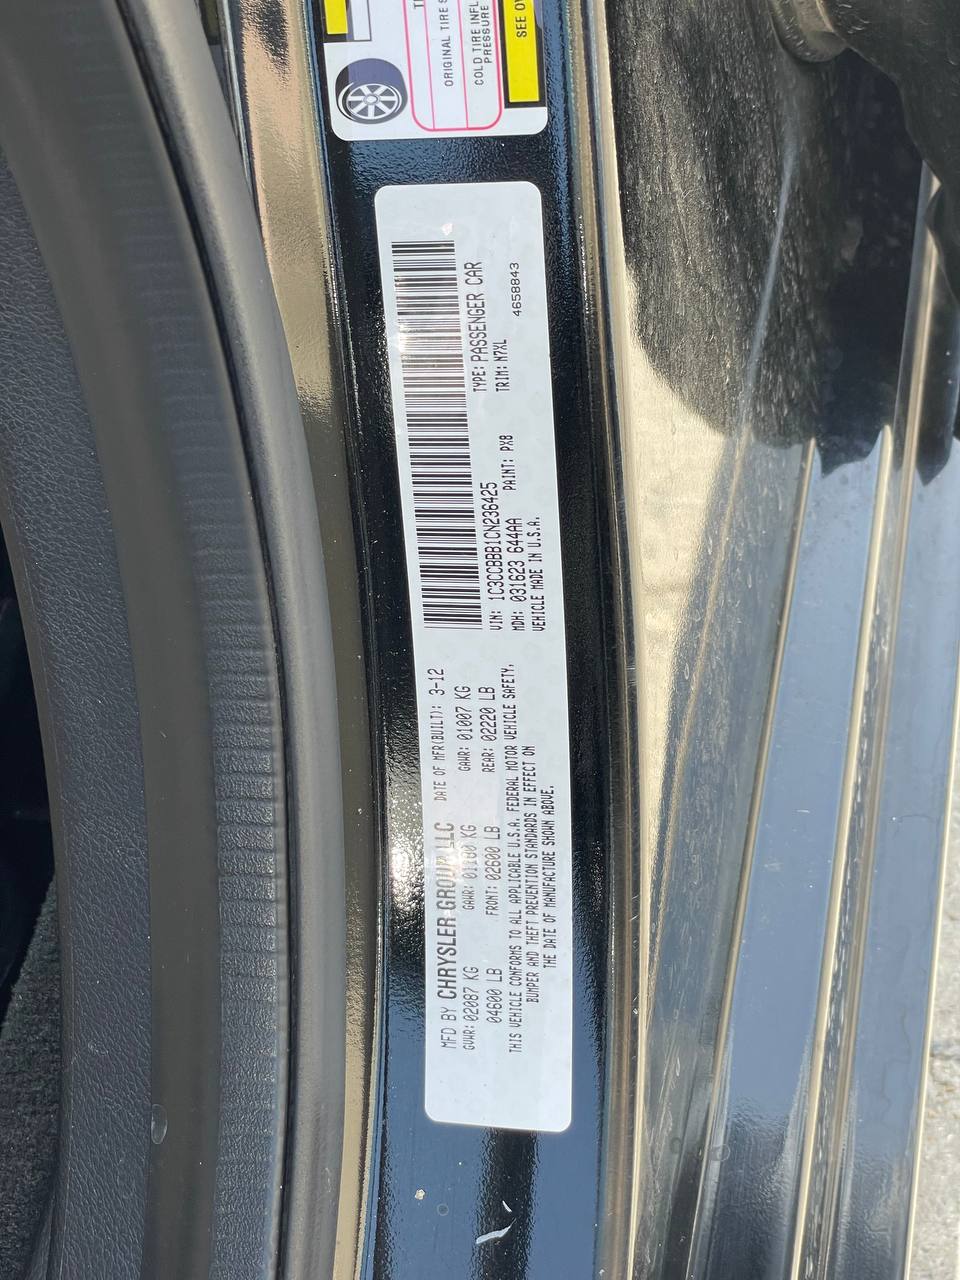 ORIGINAL TIRE
COLD TIRE INFL
PRESSURE
SEE
MFD BY CHRYSLER GROUP LLC DATE OF MFR(BUILT): 3-12
GVWR: 02087 KG GAWR: 01180 KG GAWR: 01007 KG
04600 LB FRONT: 02600 LB REAR: 02220 LB
THIS VEHICLE CONFORMS TO ALL APPLICABLE U.S.A. FEDERAL MOTOR VEHICLE SAFETY,
BUMPER AND THEFT PREVENTION STANDARDS IN EFFECT ON
THE DATE OF MANUFACTURE SHOWN ABOVE.
VIN: 1C3CCBBB1CN236425 TYPE: PASSENGER CAR
MDH: 031623 644AA PAINT: PX8 TRIM: M7XL
VEHICLE MADE IN U.S.A. 4658843